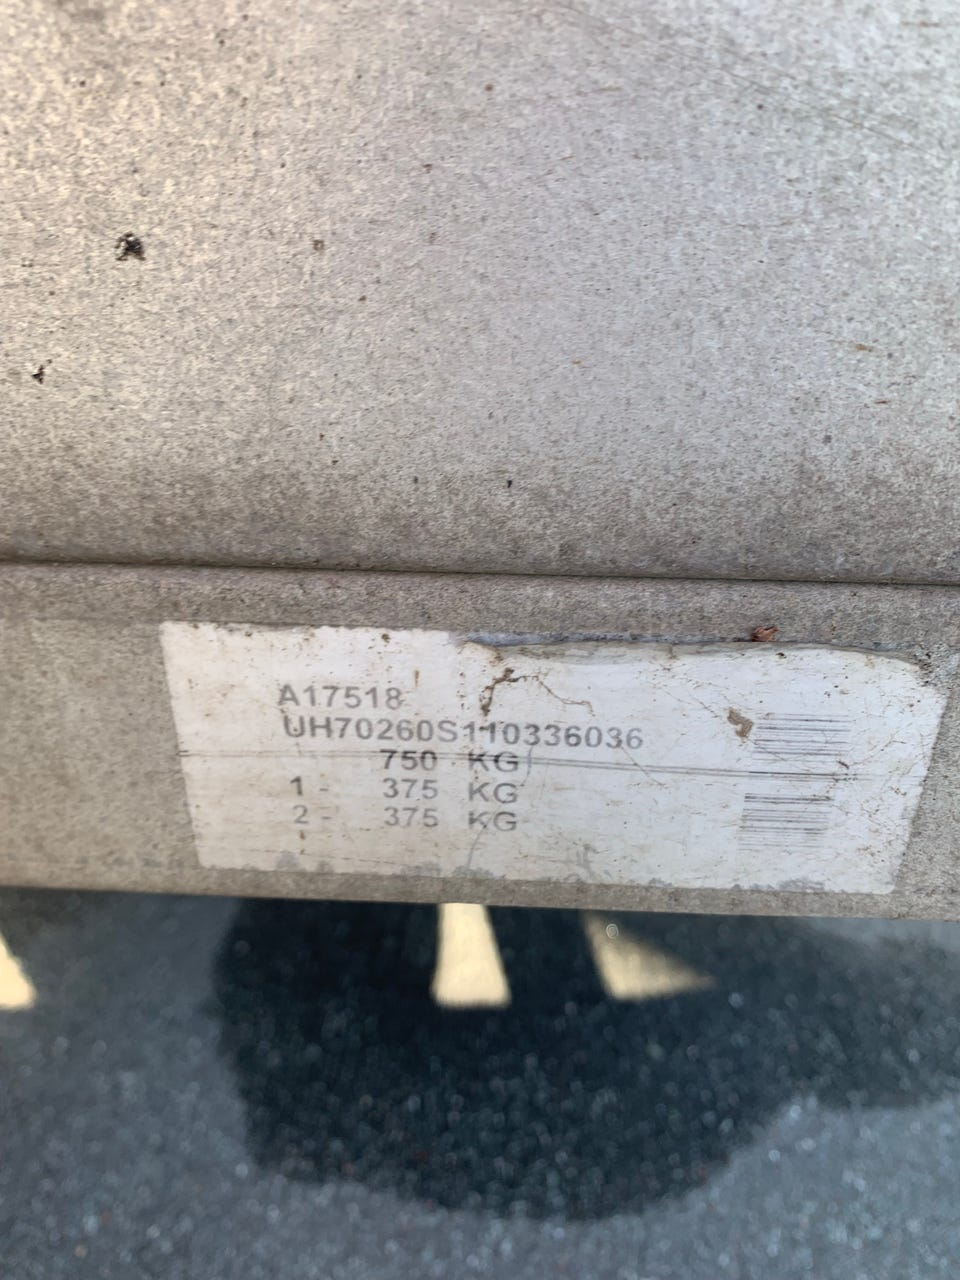 A17518
UH70260S110336036
750 KG
1 - 375 KG
2 - 375 KG